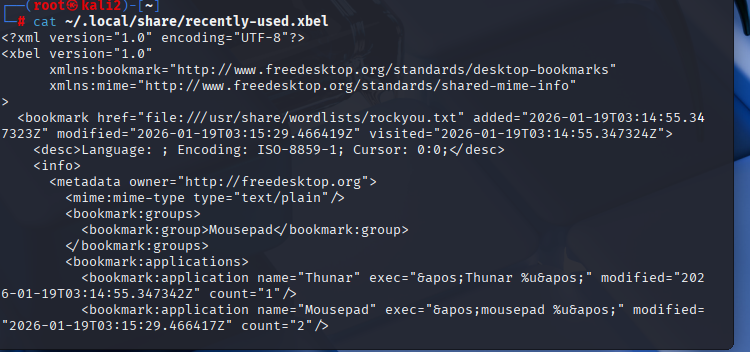 ┌──(root㉿kali2)-[~]
└─# cat ~/.local/share/recently-used.xbel
<?xml version="1.0" encoding="UTF-8"?>
<xbel version="1.0"
      xmlns:bookmark="http://www.freedesktop.org/standards/desktop-bookmarks"
      xmlns:mime="http://www.freedesktop.org/standards/shared-mime-info"
>
  <bookmark href="file:///usr/share/wordlists/rockyou.txt" added="2026-01-19T03:14:55.34
7323Z" modified="2026-01-19T03:15:29.466419Z" visited="2026-01-19T03:14:55.347324Z">
    <desc>Language: ; Encoding: ISO-8859-1; Cursor: 0:0;</desc>
    <info>
      <metadata owner="http://freedesktop.org">
        <mime:mime-type type="text/plain"/>
        <bookmark:groups>
          <bookmark:group>Mousepad</bookmark:group>
        </bookmark:groups>
        <bookmark:applications>
          <bookmark:application name="Thunar" exec="&apos;Thunar %u&apos;" modified="202
6-01-19T03:14:55.347342Z" count="1"/>
          <bookmark:application name="Mousepad" exec="&apos;mousepad %u&apos;" modified=
"2026-01-19T03:15:29.466417Z" count="2"/>